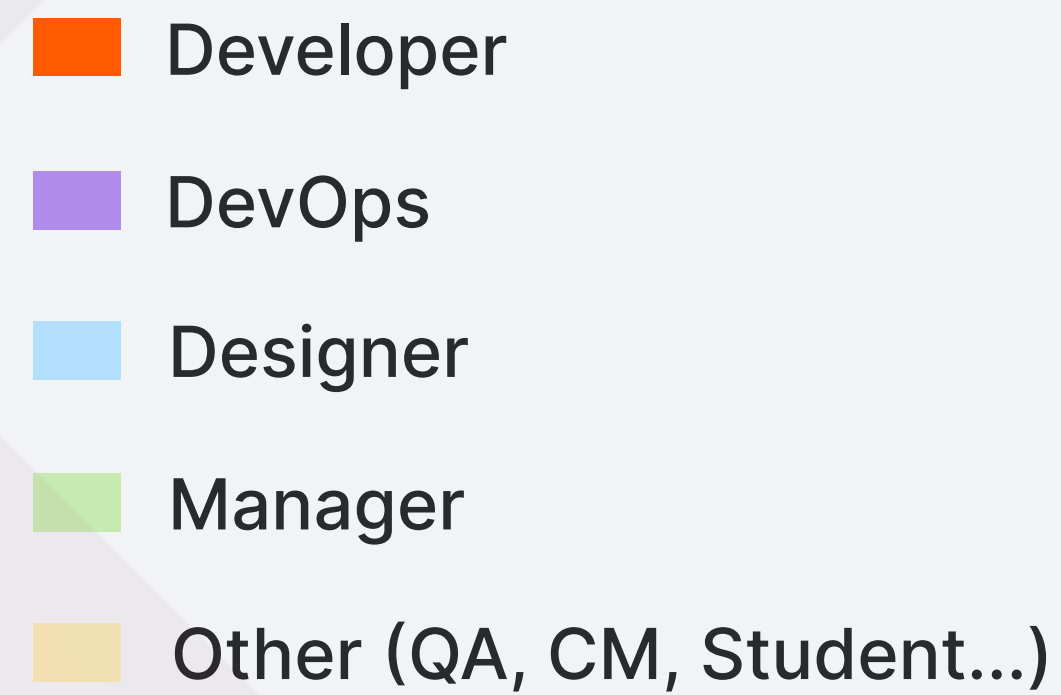 Developer
DevOps
Designer
Manager
Other (QA, CM, Student...)